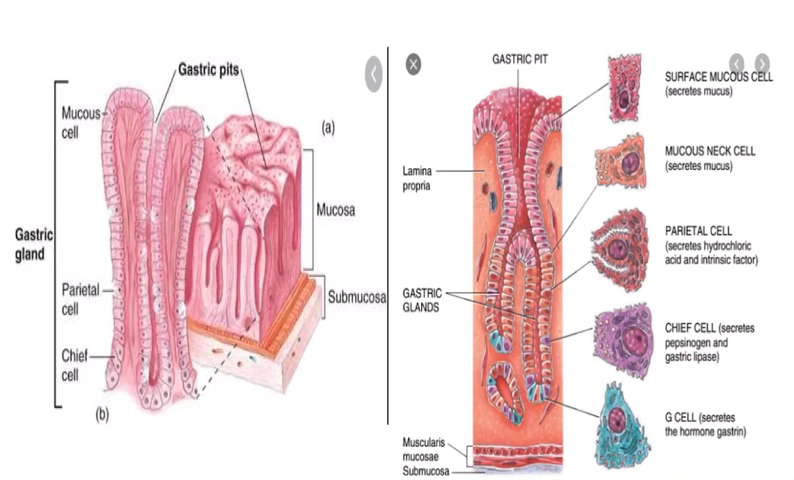 Gastric pits
Mucous
cell
(a)
Mucosa
Gastric
gland
Parietal
cell
Submucosa
Chief
cell
(b)
GASTRIC PIT
SURFACE MUCOUS CELL
(secretes mucus)
MUCOUS NECK CELL
(secretes mucus)
Lamina
propria
PARIETAL CELL
(secretes hydrochloric
acid and intrinsic factor)
GASTRIC
GLANDS
CHIEF CELL (secretes
pepsinogen and
gastric lipase)
G CELL (secretes
the hormone gastrin)
Muscularis
mucosae
Submucosa